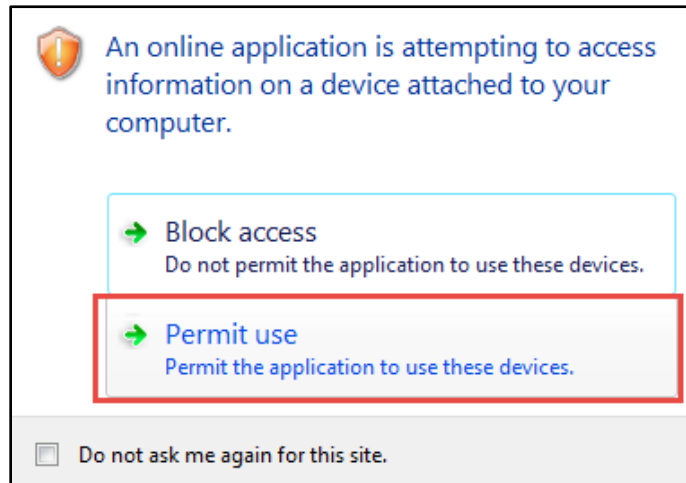 An online application is attempting to access
information on a device attached to your
computer.
Block access
Do not permit the application to use these devices.
Permit use
Permit the application to use these devices.
Do not ask me again for this site.